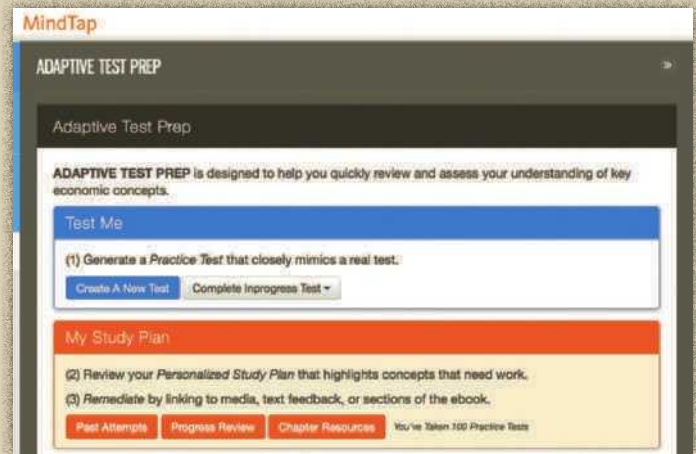 MindTap
ADAPTIVE TEST PREP
»
Adaptive Test Prep
ADAPTIVE TEST PREP is designed to help you quickly review and assess your understanding of key
economic concepts.
Test Me
(1) Generate a Practice Test that closely mimics a real test.
Create A New Test Complete Inprogress Test
My Study Plan
(2) Review your Personalized Study Plan that highlights concepts that need work.
(3) Remediate by linking to media, text feedback, or sections of the ebook.
Past Attempts Progress Review Chapter Resources You've Taken 100 Practice Tests